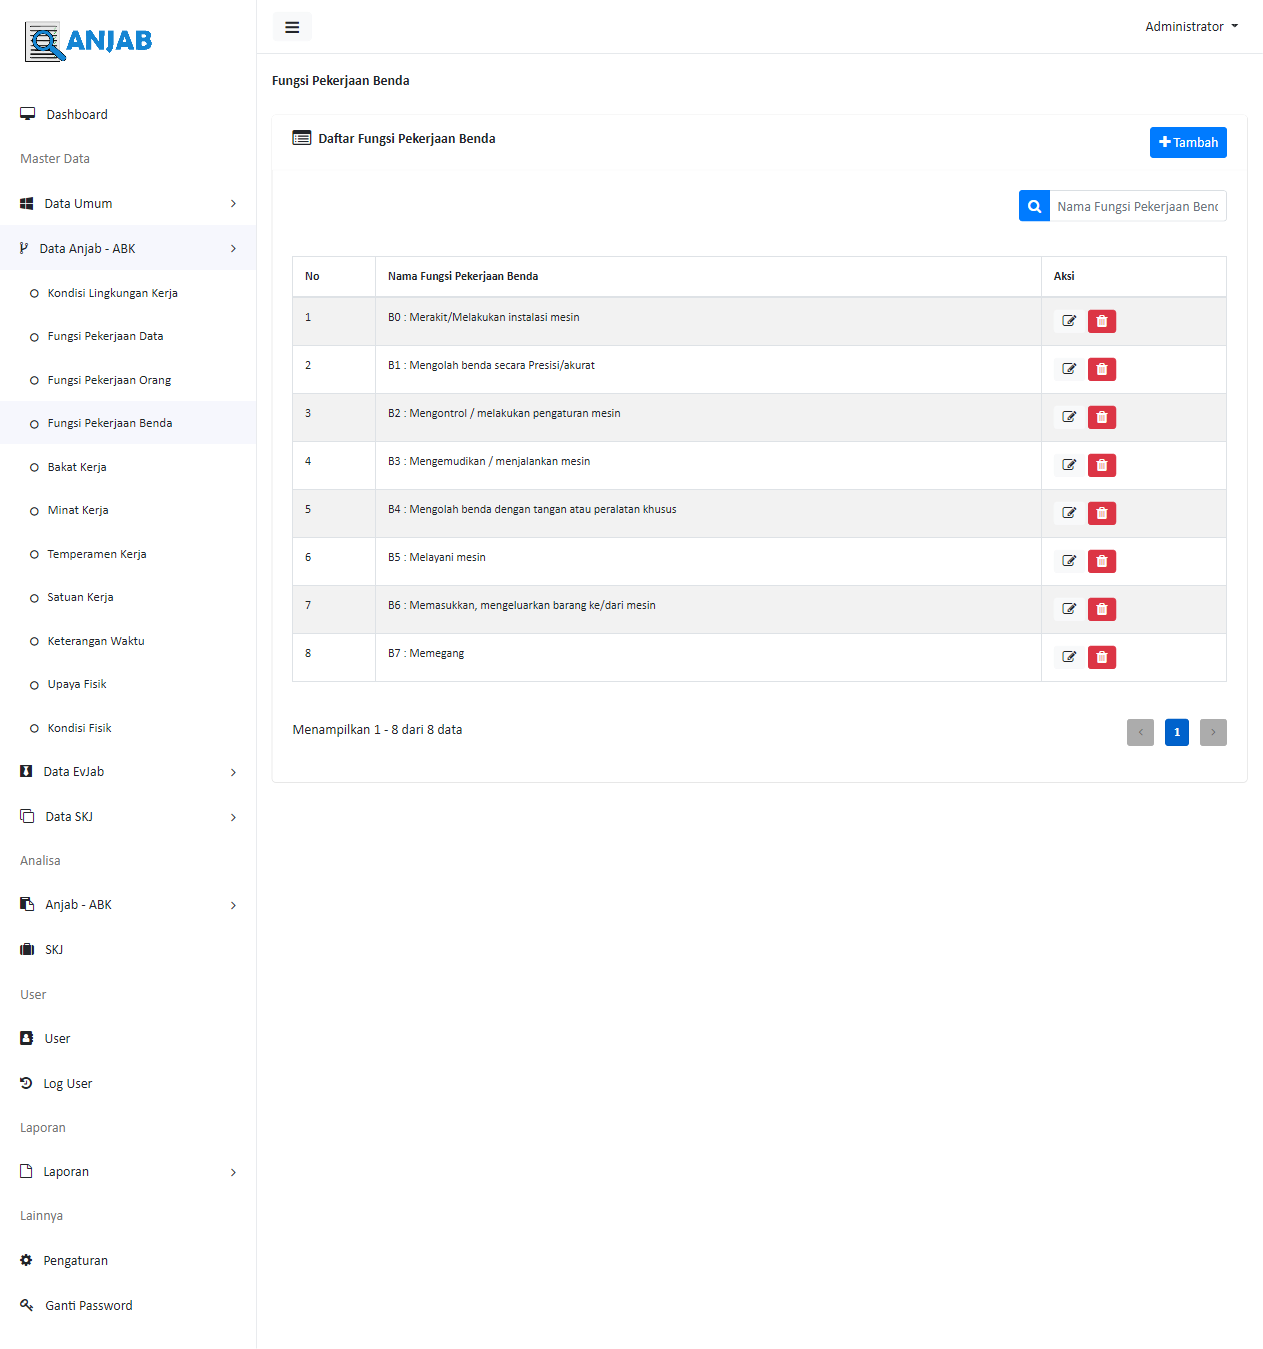 ANJAB
Administrator
Dashboard
Master Data
Data Umum
Data Anjab - ABK
Kondisi Lingkungan Kerja
Fungsi Pekerjaan Data
Fungsi Pekerjaan Orang
Fungsi Pekerjaan Benda
Bakat Kerja
Minat Kerja
Temperamen Kerja
Satuan Kerja
Keterangan Waktu
Upaya Fisik
Kondisi Fisik
Data EvJab
Data SKJ
Analisa
Anjab - ABK
SKJ
User
User
Log User
Laporan
Laporan
Lainnya
Pengaturan
Ganti Password
Fungsi Pekerjaan Benda
Daftar Fungsi Pekerjaan Benda
Tambah
Nama Fungsi Pekerjaan Benc
No Nama Fungsi Pekerjaan Benda Aksi
1 B0 : Merakit/Melakukan instalasi mesin
2 B1 : Mengolah benda secara Presisi/akurat
3 B2 : Mengontrol / melakukan pengaturan mesin
4 B3 : Mengemudikan / menjalankan mesin
5 B4 : Mengolah benda dengan tangan atau peralatan khusus
6 B5 : Melayani mesin
7 B6 : Memasukkan, mengeluarkan barang ke/dari mesin
8 B7 : Memegang
Menampilkan 1 - 8 dari 8 data
‹ 1 ›